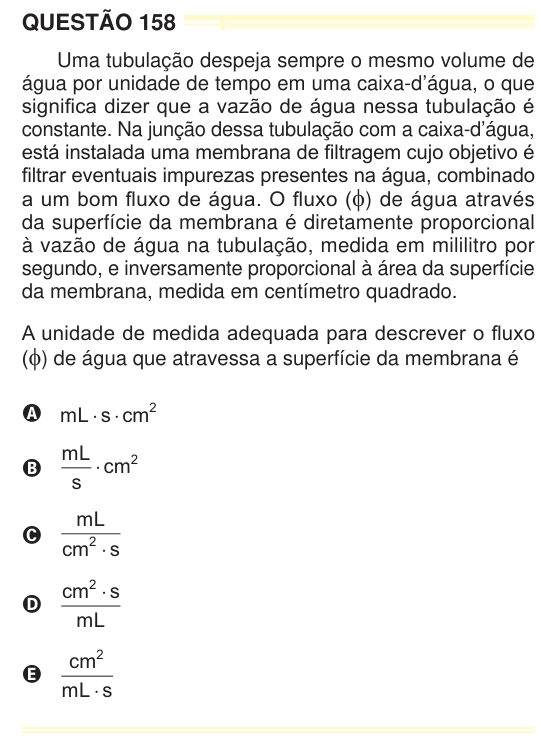 QUESTÃO 158
Uma tubulação despeja sempre o mesmo volume de
água por unidade de tempo em uma caixa-d’água, o que
significa dizer que a vazão de água nessa tubulação é
constante. Na junção dessa tubulação com a caixa-d’água,
está instalada uma membrana de filtragem cujo objetivo é
filtrar eventuais impurezas presentes na água, combinado
a um bom fluxo de água. O fluxo (ϕ) de água através
da superfície da membrana é diretamente proporcional
à vazão de água na tubulação, medida em mililitro por
segundo, e inversamente proporcional à área da superfície
da membrana, medida em centímetro quadrado.
A unidade de medida adequada para descrever o fluxo
(ϕ) de água que atravessa a superfície da membrana é
A mL · s · cm²
B mL/s · cm²
C mL/(cm² · s)
D (cm² · s)/mL
E cm²/(mL · s)